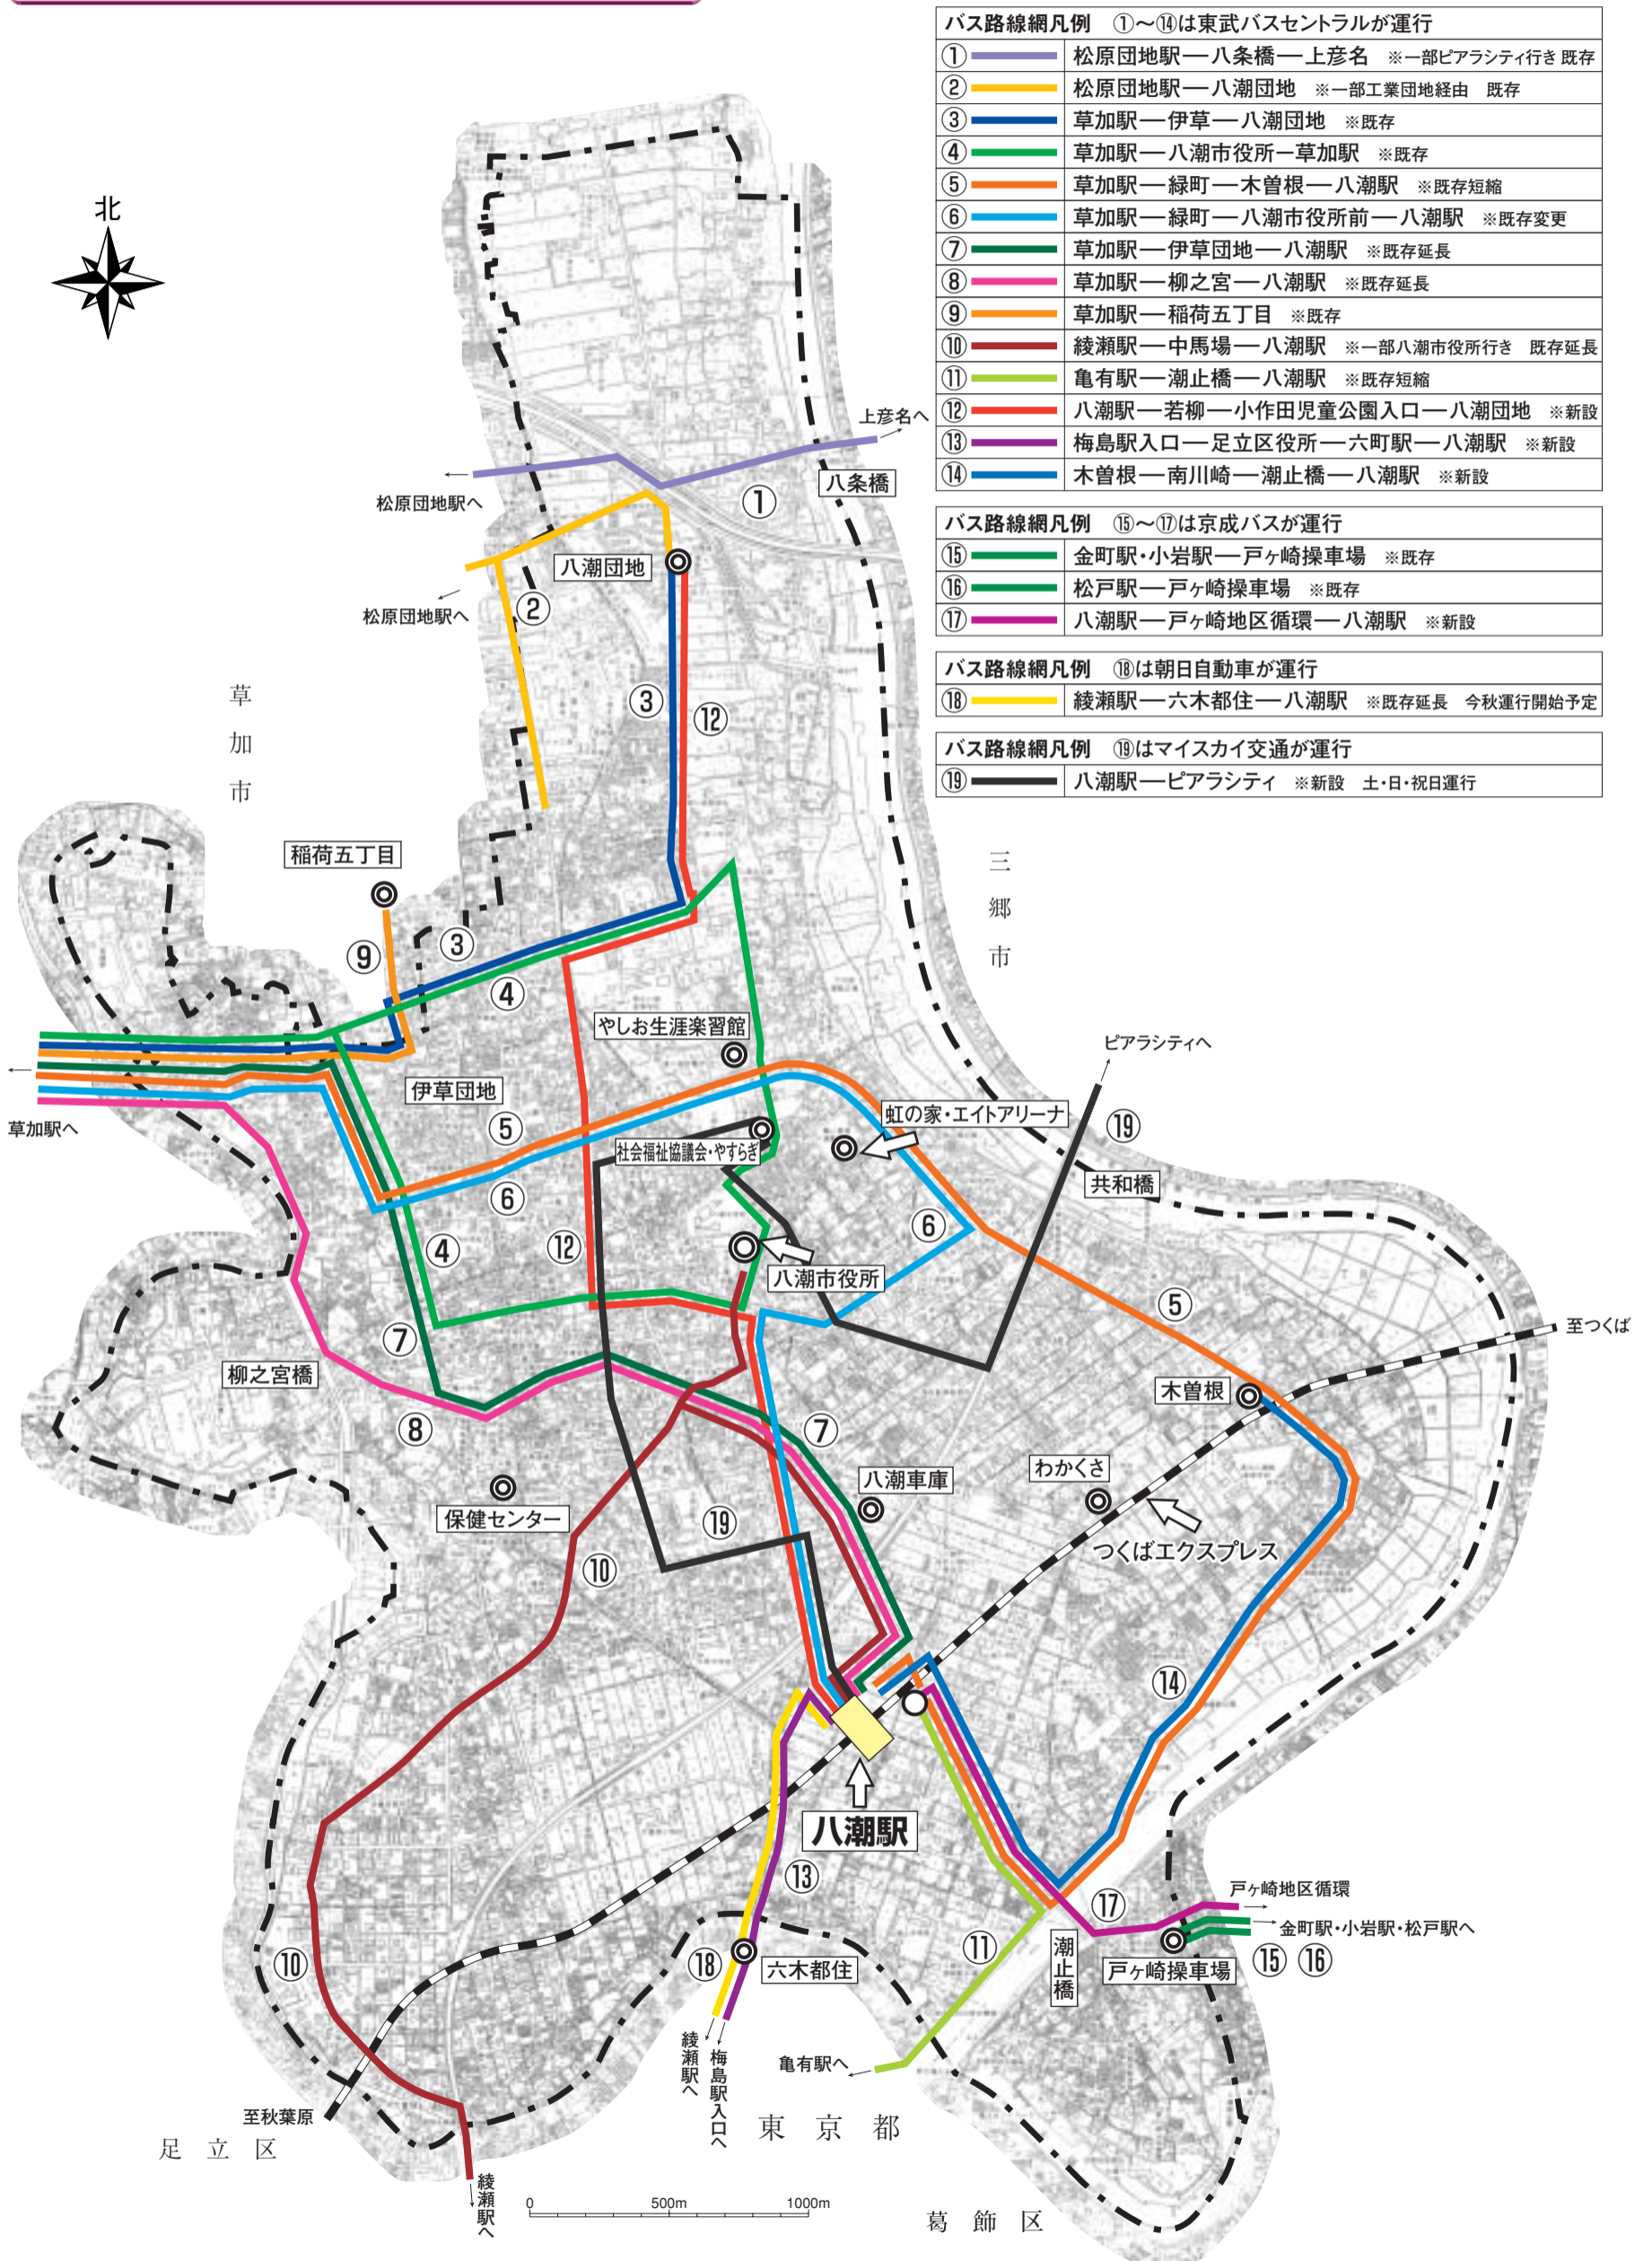 バス路線網凡例 ①～⑭は東武バスセントラルが運行
① 松原団地駅―八条橋―上彦名 ※一部ピアラシティ行き 既存
② 松原団地駅―八潮団地 ※一部工業団地経由 既存
③ 草加駅―伊草―八潮団地 ※既存
④ 草加駅―八潮市役所―草加駅 ※既存
⑤ 草加駅―緑町―木曽根―八潮駅 ※既存短縮
⑥ 草加駅―緑町―八潮市役所前―八潮駅 ※既存変更
⑦ 草加駅―伊草団地―八潮駅 ※既存延長
⑧ 草加駅―柳之宮―八潮駅 ※既存延長
⑨ 草加駅―稲荷五丁目 ※既存
⑩ 綾瀬駅―中馬場―八潮駅 ※一部八潮市役所行き 既存延長
⑪ 亀有駅―潮止橋―八潮駅 ※既存短縮
⑫ 八潮駅―若柳―小作田児童公園入口―八潮団地 ※新設
⑬ 梅島駅入口―足立区役所―六町駅―八潮駅 ※新設
⑭ 木曽根―南川崎―潮止橋―八潮駅 ※新設
バス路線網凡例 ⑮～⑰は京成バスが運行
⑮ 金町駅・小岩駅―戸ヶ崎操車場 ※既存
⑯ 松戸駅―戸ヶ崎操車場 ※既存
⑰ 八潮駅―戸ヶ崎地区循環―八潮駅 ※新設
バス路線網凡例 ⑱は朝日自動車が運行
⑱ 綾瀬駅―六木都住―八潮駅 ※既存延長 今秋運行開始予定
バス路線網凡例 ⑲はマイスカイ交通が運行
⑲ 八潮駅―ピアラシティ ※新設 土・日・祝日運行
北
上彦名へ
八条橋
松原団地駅へ
①
八潮団地
②
松原団地駅へ
草加市
③
⑫
三郷市
稲荷五丁目
⑨
③
④
やしお生涯楽習館
ピアラシティへ
伊草団地
草加駅へ
⑤
虹の家・エイトアリーナ
⑲
社会福祉協議会・やすらぎ
共和橋
⑥
⑥
④
⑫
八潮市役所
⑤
⑦
至つくば
柳之宮橋
木曽根
⑧
⑦
わかくさ
八潮車庫
保健センター
⑲
つくばエクスプレス
⑩
⑭
八潮駅
⑬
戸ヶ崎地区循環
⑰
金町駅・小岩駅・松戸駅へ
⑪
潮止橋
⑩
⑱
六木都住
戸ヶ崎操車場
⑮ ⑯
綾瀬駅へ
梅島駅入口へ
亀有駅へ
至秋葉原
東京都
足立区
綾瀬駅へ
0 500m 1000m
葛飾区